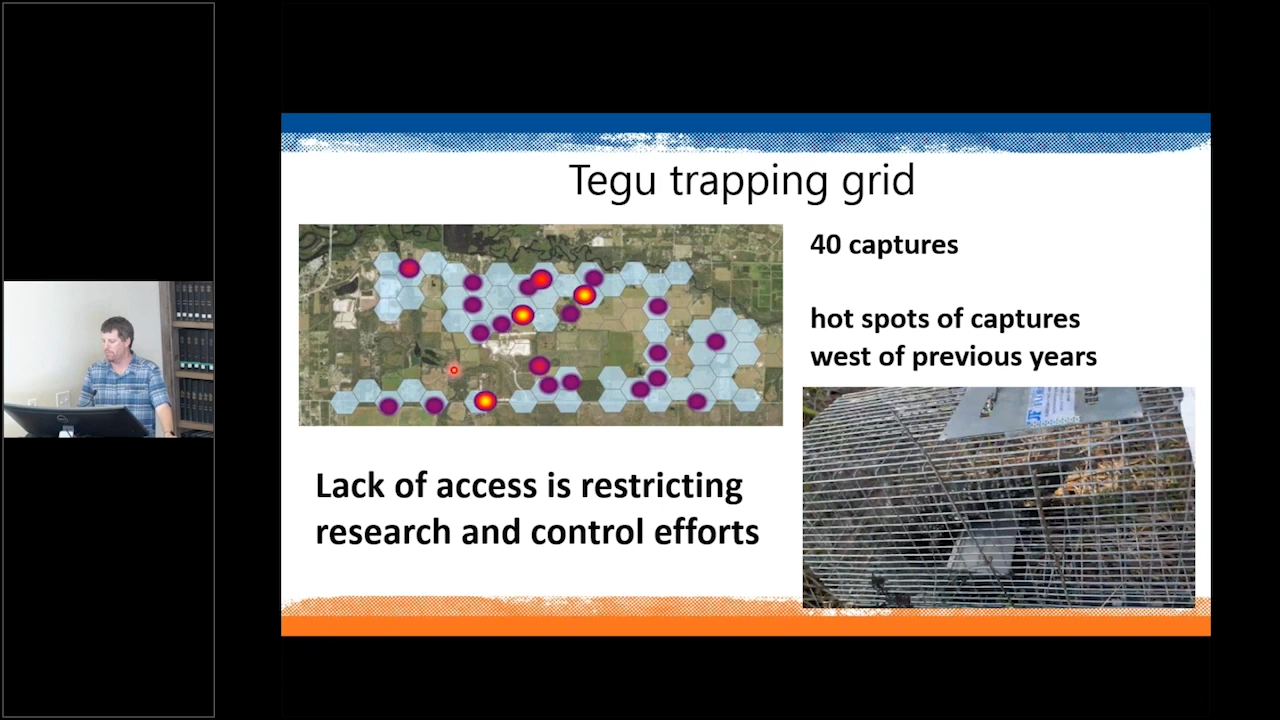 Tegu trapping grid
40 captures
hot spots of captures
west of previous years
Lack of access is restricting
research and control efforts